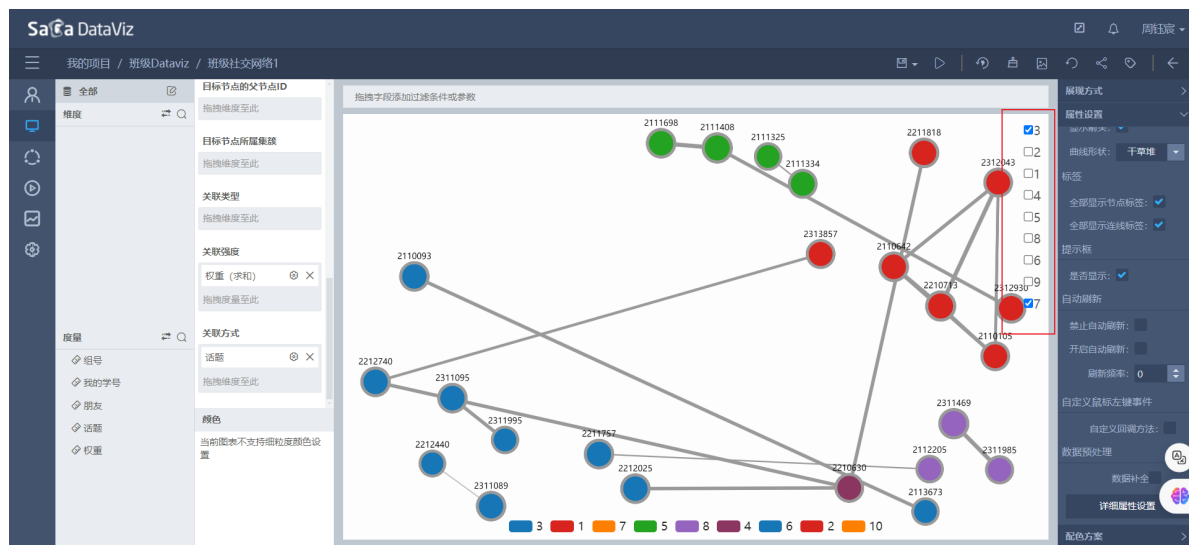 SaCa DataViz
周钰宸
我的项目 / 班级Dataviz / 班级社交网络1
全部
维度
度量
组号
我的学号
朋友
话题
权重
目标节点的父节点ID
拖拽维度至此
目标节点所属集簇
拖拽维度至此
关联类型
拖拽维度至此
关联强度
权重（求和）
拖拽度量至此
关联方式
话题
拖拽维度至此
颜色
当前图表不支持细粒度颜色设
置
拖拽字段添加过滤条件或参数
2111698
2111408
2111325
2111334
2211818
2312043
2313857
2110642
2110093
2210713
2312930
2110105
2212740
2311095
2311995
2311469
2212440
2211757
2112205
2311985
2212025
2210630
2311089
2113673
3
2
1
4
5
8
6
9
7
3 1 7 5 8 4 6 2 10
展现方式
属性设置
显示箭头：
曲线形状： 干草堆
标签
全部显示节点标签：
全部显示连线标签：
提示框
是否显示：
自动刷新
禁止自动刷新：
开启自动刷新：
刷新频率： 0
自定义鼠标左键事件
自定义回调方法：
数据预处理
数据补全
详细属性设置
配色方案